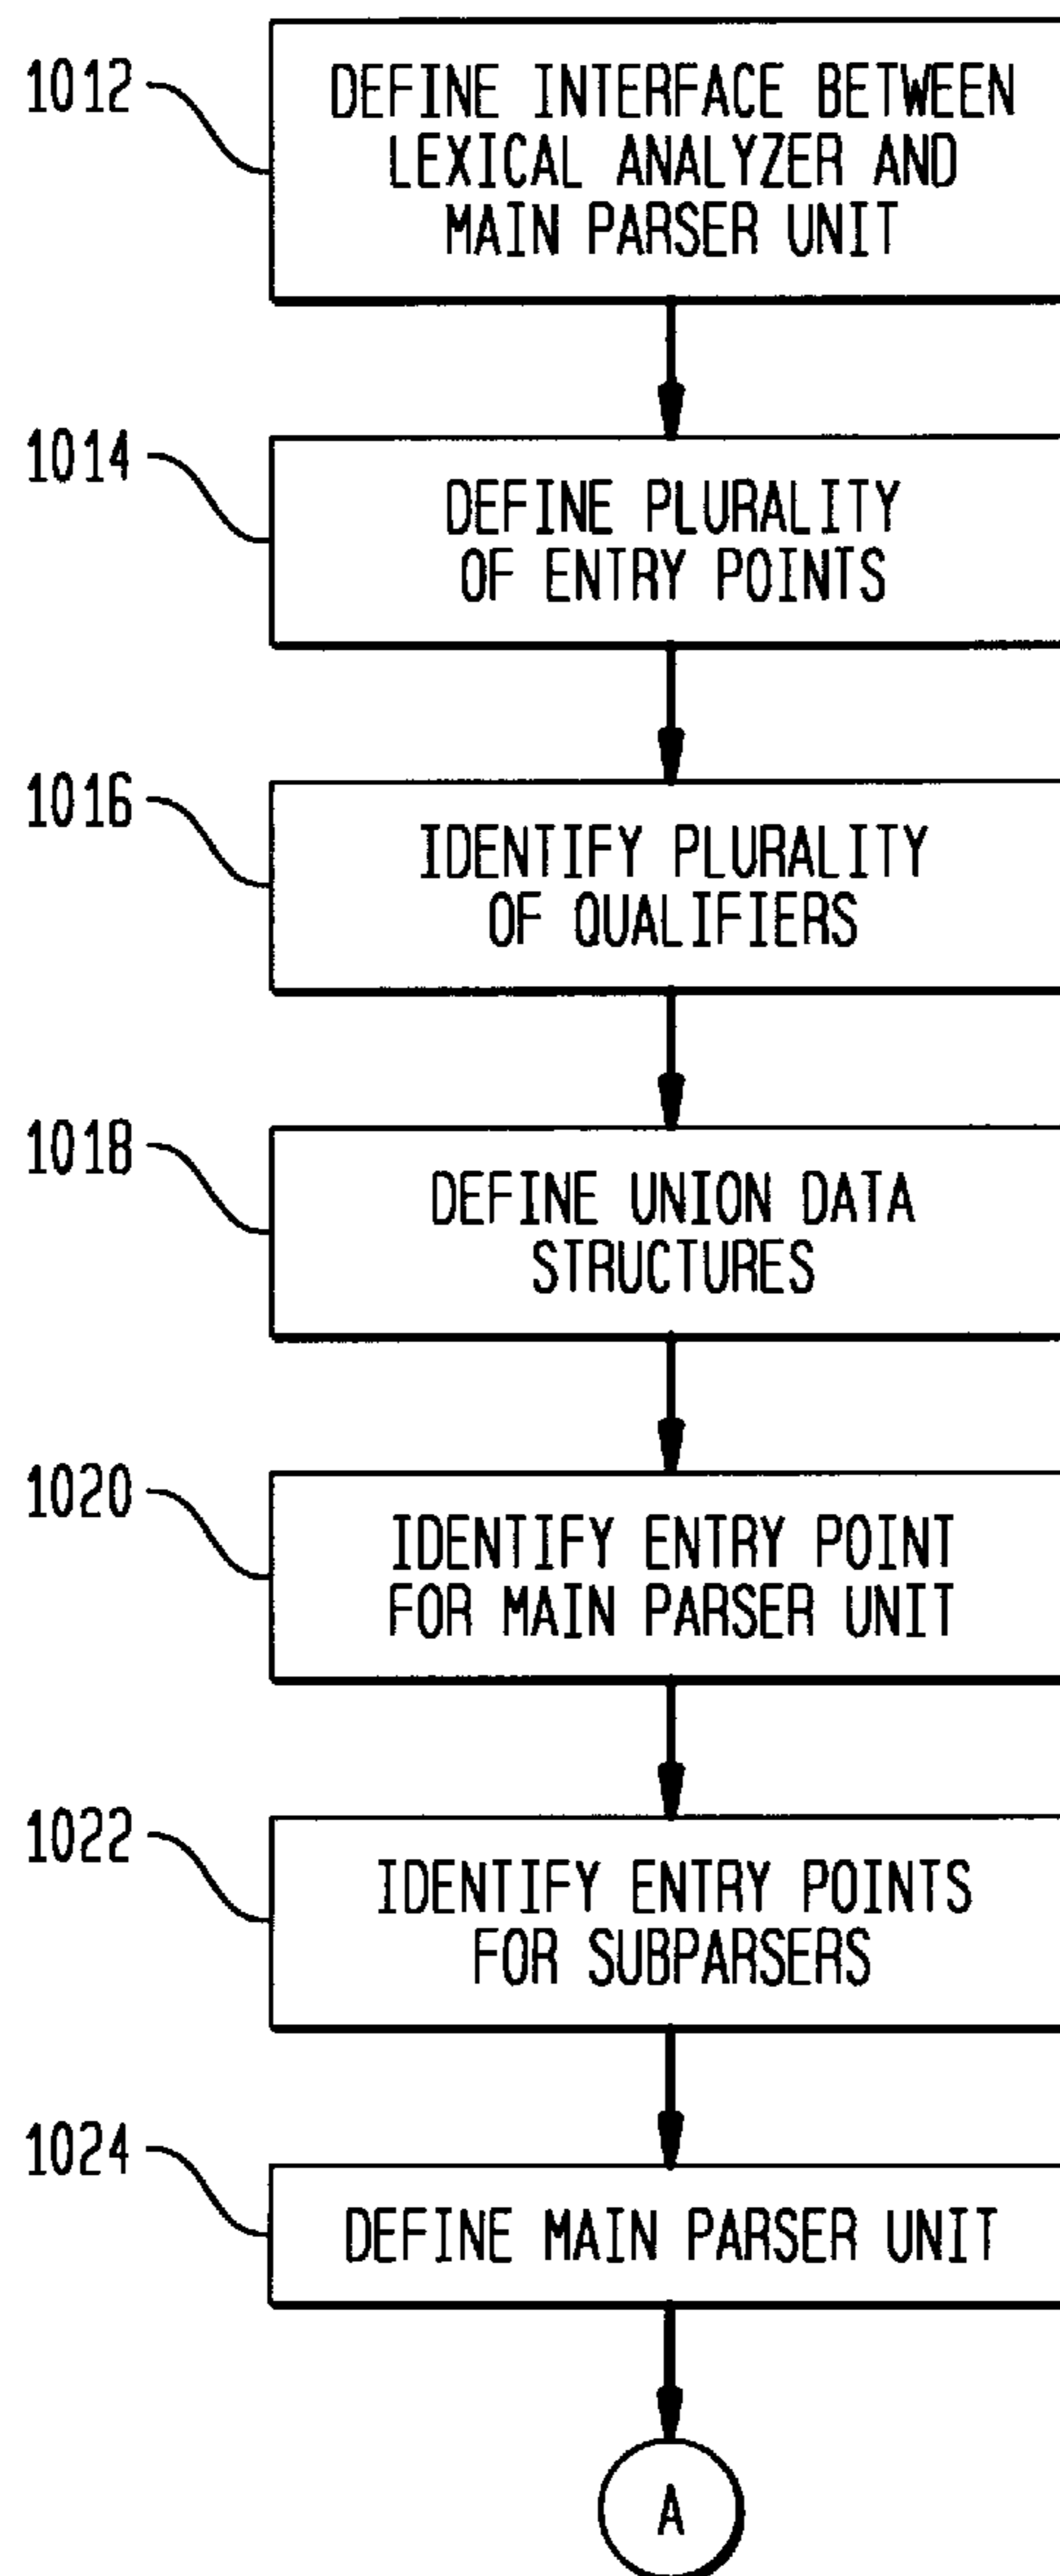 1012
DEFINE INTERFACE BETWEEN
LEXICAL ANALYZER AND
MAIN PARSER UNIT
1014
DEFINE PLURALITY
OF ENTRY POINTS
1016
IDENTIFY PLURALITY
OF QUALIFIERS
1018
DEFINE UNION DATA
STRUCTURES
1020
IDENTIFY ENTRY POINT
FOR MAIN PARSER UNIT
1022
IDENTIFY ENTRY POINTS
FOR SUBPARSERS
1024
DEFINE MAIN PARSER UNIT
A